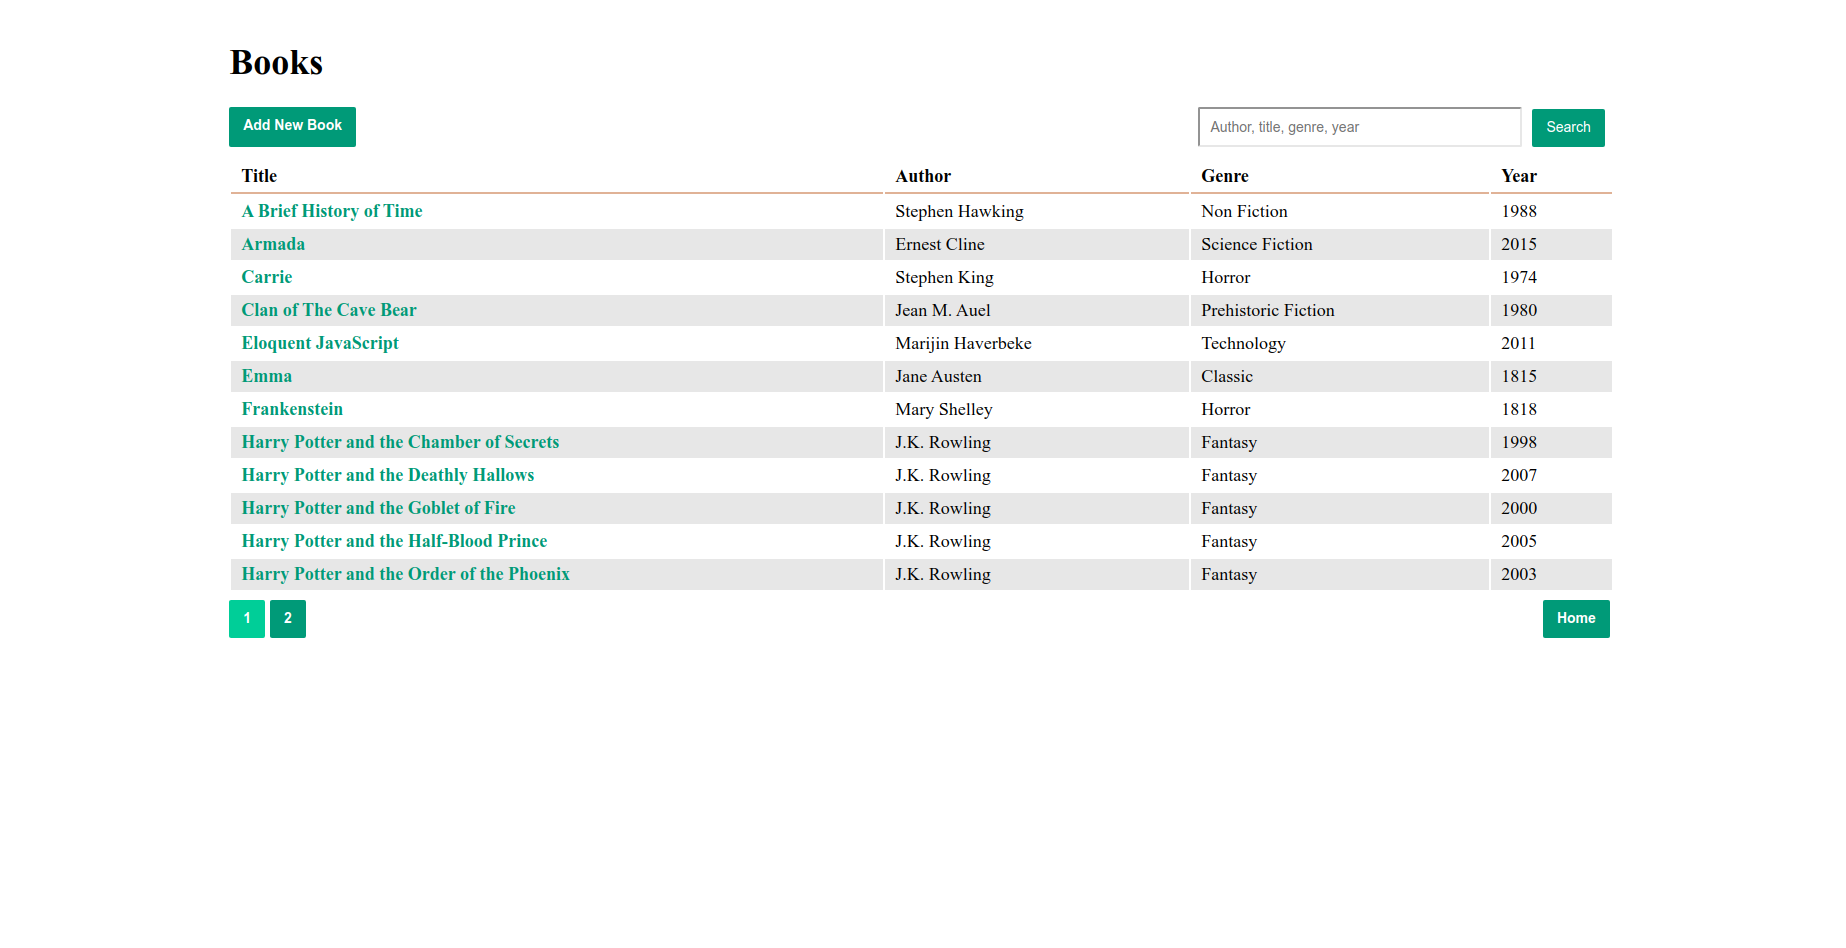 Books
Add New Book Author, title, genre, year Search
Title Author Genre Year
A Brief History of Time Stephen Hawking Non Fiction 1988
Armada Ernest Cline Science Fiction 2015
Carrie Stephen King Horror 1974
Clan of The Cave Bear Jean M. Auel Prehistoric Fiction 1980
Eloquent JavaScript Marijin Haverbeke Technology 2011
Emma Jane Austen Classic 1815
Frankenstein Mary Shelley Horror 1818
Harry Potter and the Chamber of Secrets J.K. Rowling Fantasy 1998
Harry Potter and the Deathly Hallows J.K. Rowling Fantasy 2007
Harry Potter and the Goblet of Fire J.K. Rowling Fantasy 2000
Harry Potter and the Half-Blood Prince J.K. Rowling Fantasy 2005
Harry Potter and the Order of the Phoenix J.K. Rowling Fantasy 2003
1 2 Home